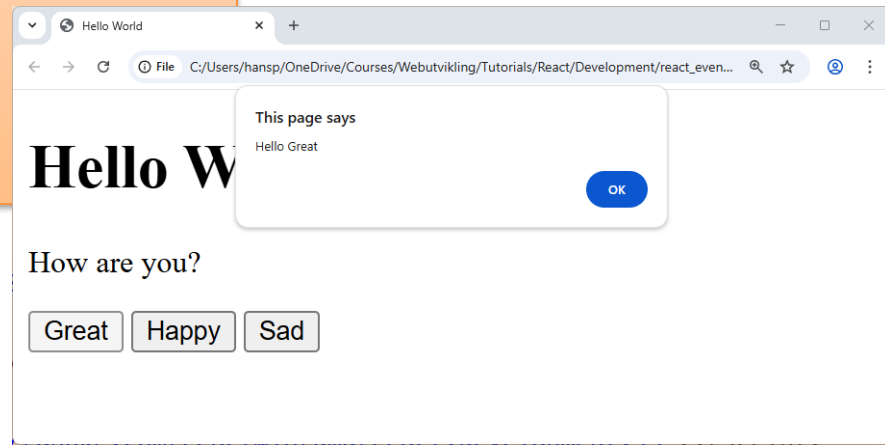 Hello World
File C:/Users/hansp/OneDrive/Courses/Webutvikling/Tutorials/React/Development/react_even...
This page says
Hello Great
OK
Hello W
How are you?
Great Happy Sad